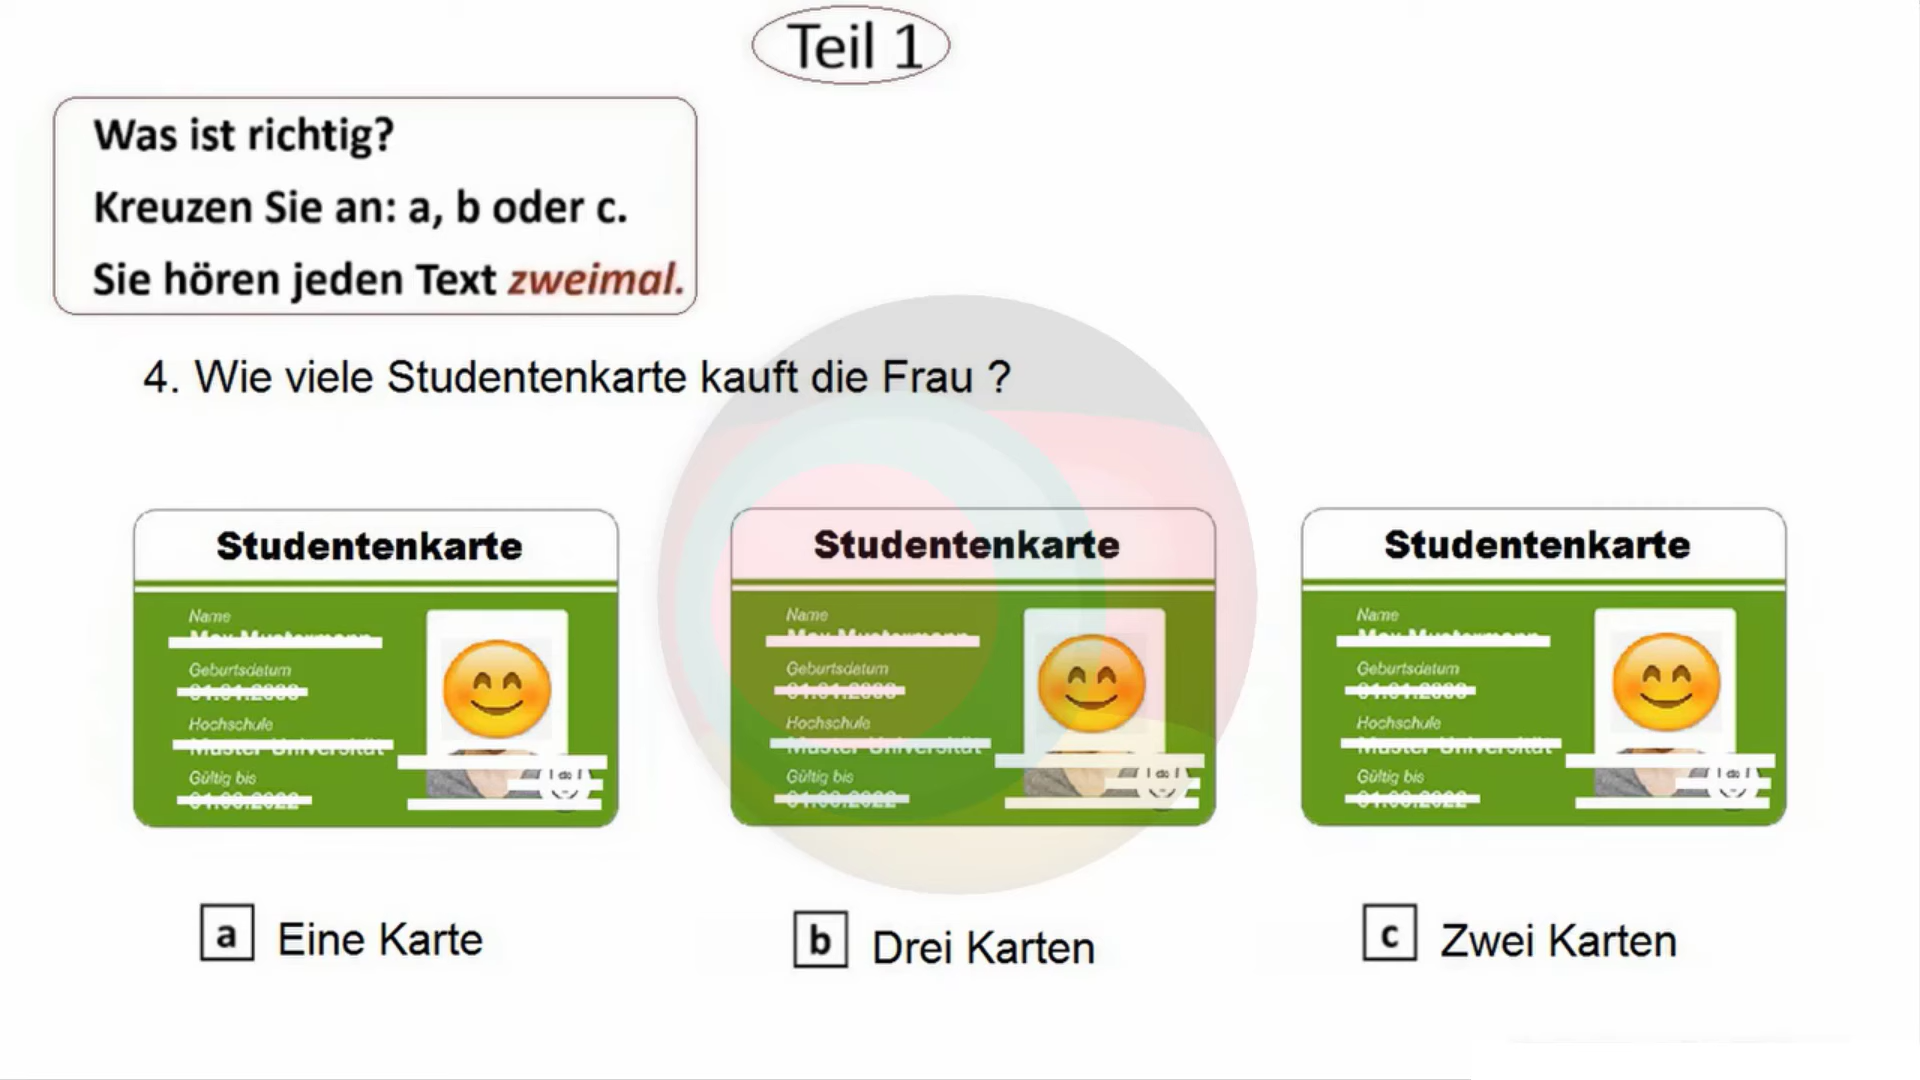 Teil 1
Was ist richtig?
Kreuzen Sie an: a, b oder c.
Sie hören jeden Text zweimal.
4. Wie viele Studentenkarte kauft die Frau ?
Studentenkarte
Name
Geburtsdatum
Hochschule
Gültig bis
Studentenkarte
Name
Geburtsdatum
Hochschule
Gültig bis
Studentenkarte
Name
Geburtsdatum
Hochschule
Gültig bis
a Eine Karte
b Drei Karten
c Zwei Karten